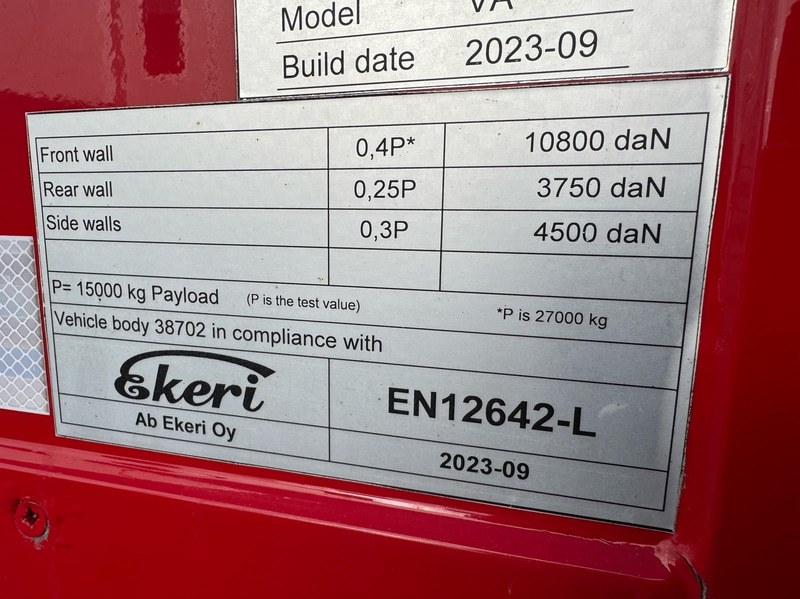 Model VA
Build date 2023-09
Front wall 0,4P* 10800 daN
Rear wall 0,25P 3750 daN
Side walls 0,3P 4500 daN
P= 15000 kg Payload (P is the test value) *P is 27000 kg
Vehicle body 38702 in compliance with
Ekeri EN12642-L
Ab Ekeri Oy 2023-09